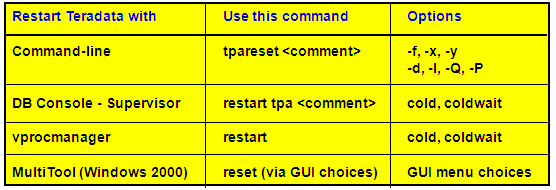 Restart Teradata with Use this command Options
Command-line tpareset <comment> -f, -x, -y
-d, -l, -Q, -P
DB Console - Supervisor restart tpa <comment> cold, coldwait
vprocmanager restart cold, coldwait
MultiTool (Windows 2000) reset (via GUI choices) GUI menu choices